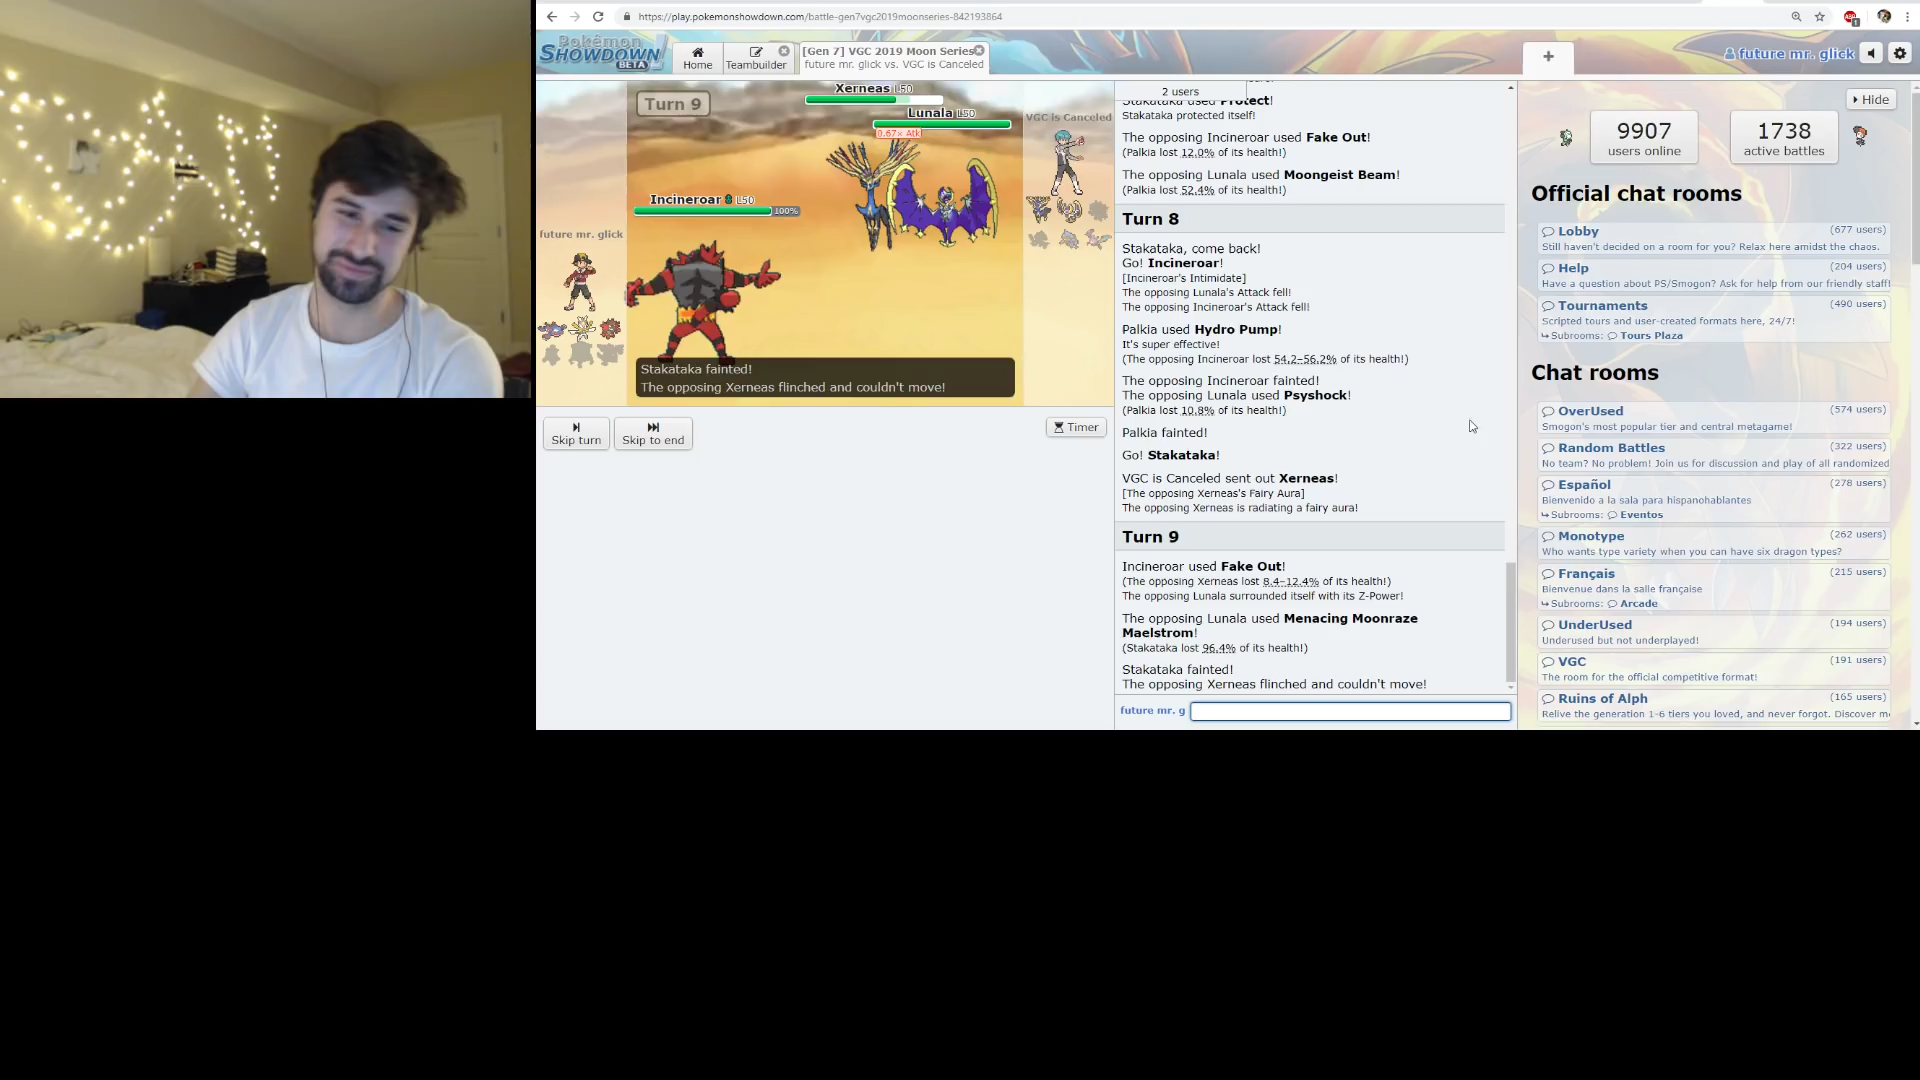 https://play.pokemonshowdown.com/battle-gen7vgc2019moonseries-842193864
Pokémon
SHOWDOWN
BETA
Home
Teambuilder
[Gen 7] VGC 2019 Moon Series
future mr. glick vs. VGC is Canceled
+
future mr. glick
Turn 9
Xerneas L50
Lunala L50
0.67× Atk
Incineroar L50
100%
future mr. glick
VGC is Canceled
Stakataka fainted!
The opposing Xerneas flinched and couldn't move!
Skip turn
Skip to end
Timer
2 users
Stakataka used Protect!
Stakataka protected itself!
The opposing Incineroar used Fake Out!
(Palkia lost 12.0% of its health!)
The opposing Lunala used Moongeist Beam!
(Palkia lost 52.4% of its health!)
Turn 8
Stakataka, come back!
Go! Incineroar!
[Incineroar's Intimidate]
The opposing Lunala's Attack fell!
The opposing Incineroar's Attack fell!
Palkia used Hydro Pump!
It's super effective!
(The opposing Incineroar lost 54.2–56.2% of its health!)
The opposing Incineroar fainted!
The opposing Lunala used Psyshock!
(Palkia lost 10.8% of its health!)
Palkia fainted!
Go! Stakataka!
VGC is Canceled sent out Xerneas!
[The opposing Xerneas's Fairy Aura]
The opposing Xerneas is radiating a fairy aura!
Turn 9
Incineroar used Fake Out!
(The opposing Xerneas lost 8.4–12.4% of its health!)
The opposing Lunala surrounded itself with its Z-Power!
The opposing Lunala used Menacing Moonraze
Maelstrom!
(Stakataka lost 96.4% of its health!)
Stakataka fainted!
The opposing Xerneas flinched and couldn't move!
future mr. g
Hide
9907
users online
1738
active battles
Official chat rooms
Lobby (677 users)
Still haven't decided on a room for you? Relax here amidst the chaos.
Help (204 users)
Have a question about PS/Smogon? Ask for help from our friendly staff!
Tournaments (490 users)
Scripted tours and user-created formats here, 24/7!
Subrooms: Tours Plaza
Chat rooms
OverUsed (574 users)
Smogon's most popular tier and central metagame!
Random Battles (322 users)
No team? No problem! Join us for discussion and play of all randomized
Español (278 users)
Bienvenido a la sala para hispanohablantes
Subrooms: Eventos
Monotype (262 users)
Who wants type variety when you can have six dragon types?
Français (215 users)
Bienvenue dans la salle française
Subrooms: Arcade
UnderUsed (194 users)
Underused but not underplayed!
VGC (191 users)
The room for the official competitive format!
Ruins of Alph (165 users)
Relive the generation 1-6 tiers you loved, and never forgot. Discover